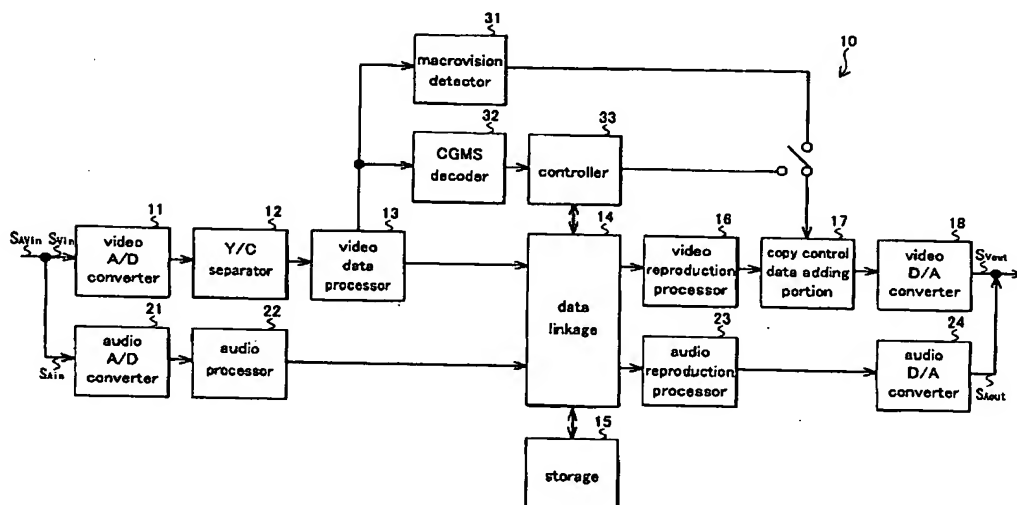 31
10
macrovision
detector
32
33
CGMS
decoder
controller
11
12
13
14
16
17
18
SAVin
SVin
video
A/D
converter
Y/C
separator
video
data
processor
data
linkage
video
reproduction
processor
copy control
data adding
portion
video
D/A
converter
SVout
21
22
23
24
SAin
audio
A/D
converter
audio
processor
audio
reproduction
processor
audio
D/A
converter
SAout
15
storage